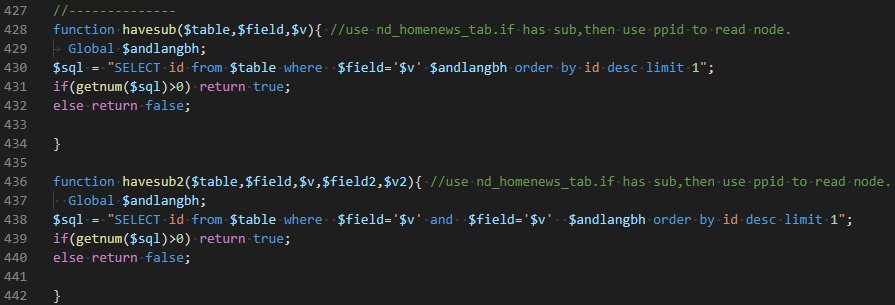 427 //--------------
428 function havesub($table,$field,$v){ //use nd_homenews_tab.if has sub,then use ppid to read node.
429 Global $andlangbh;
430 $sql = "SELECT id from $table where  $field='$v' $andlangbh order by id desc limit 1";
431 if(getnum($sql)>0) return true;
432 else return false;
433
434 }
435
436 function havesub2($table,$field,$v,$field2,$v2){ //use nd_homenews_tab.if has sub,then use ppid to read node.
437   Global $andlangbh;
438 $sql = "SELECT id from $table where  $field='$v' and  $field='$v'  $andlangbh order by id desc limit 1";
439 if(getnum($sql)>0) return true;
440 else return false;
441
442 }